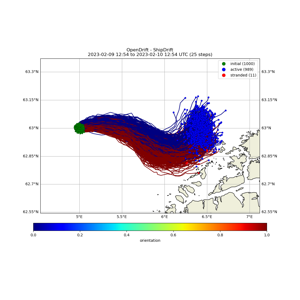 OpenDrift - ShipDrift
2023-02-09 12:54 to 2023-02-10 12:54 UTC (25 steps)
initial (1000)
active (989)
stranded (11)
63.3°N 63.3°N
63.15°N 63.15°N
63°N 63°N
62.85°N 62.85°N
62.7°N 62.7°N
62.55°N 62.55°N
5°E 5.5°E 6°E 6.5°E 7°E
0.0 0.2 0.4 0.6 0.8 1.0
orientation